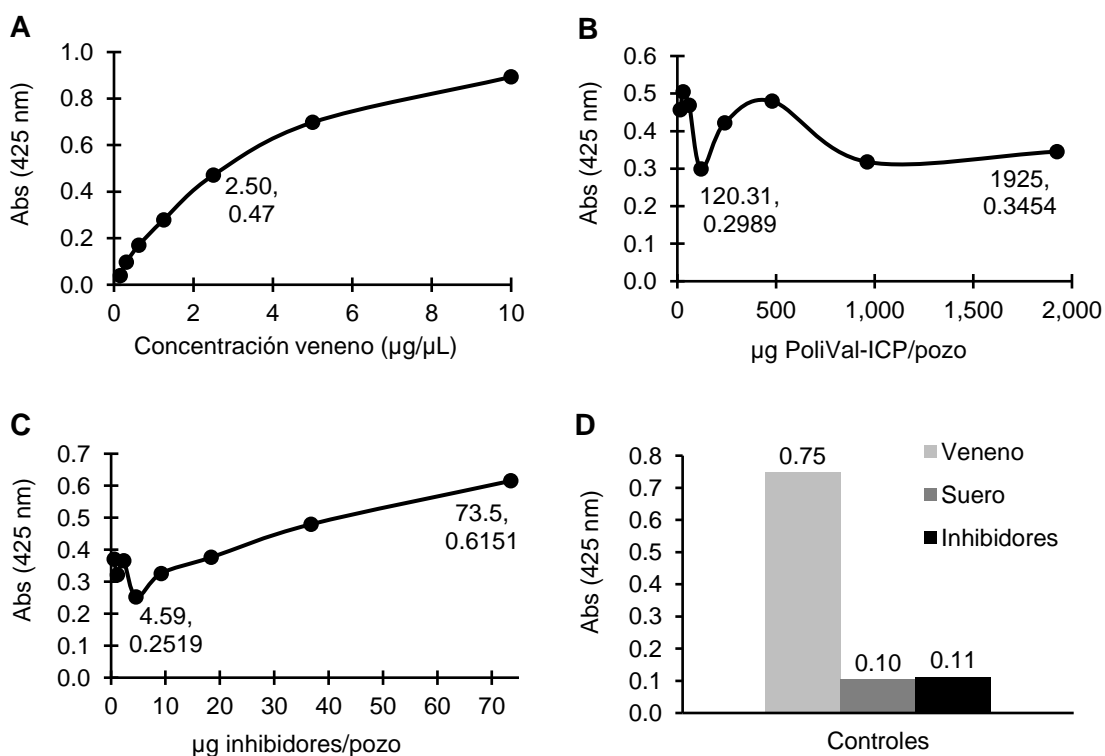 A
Abs (425 nm)
1.0
0.8
0.6
0.4
0.2
0.0
2.50,
0.47
0 2 4 6 8 10
Concentración veneno (µg/µL)
B
Abs (425 nm)
0.6
0.5
0.4
0.3
0.2
0.1
0.0
120.31,
0.2989
1925,
0.3454
0 500 1,000 1,500 2,000
µg PoliVal-ICP/pozo
C
Abs (425 nm)
0.7
0.6
0.5
0.4
0.3
0.2
0.1
0.0
4.59,
0.2519
73.5,
0.6151
0 10 20 30 40 50 60 70
µg inhibidores/pozo
D
Abs (425 nm)
0.8
0.7
0.6
0.5
0.4
0.3
0.2
0.1
0.0
0.75
0.10
0.11
Veneno
Suero
Inhibidores
Controles